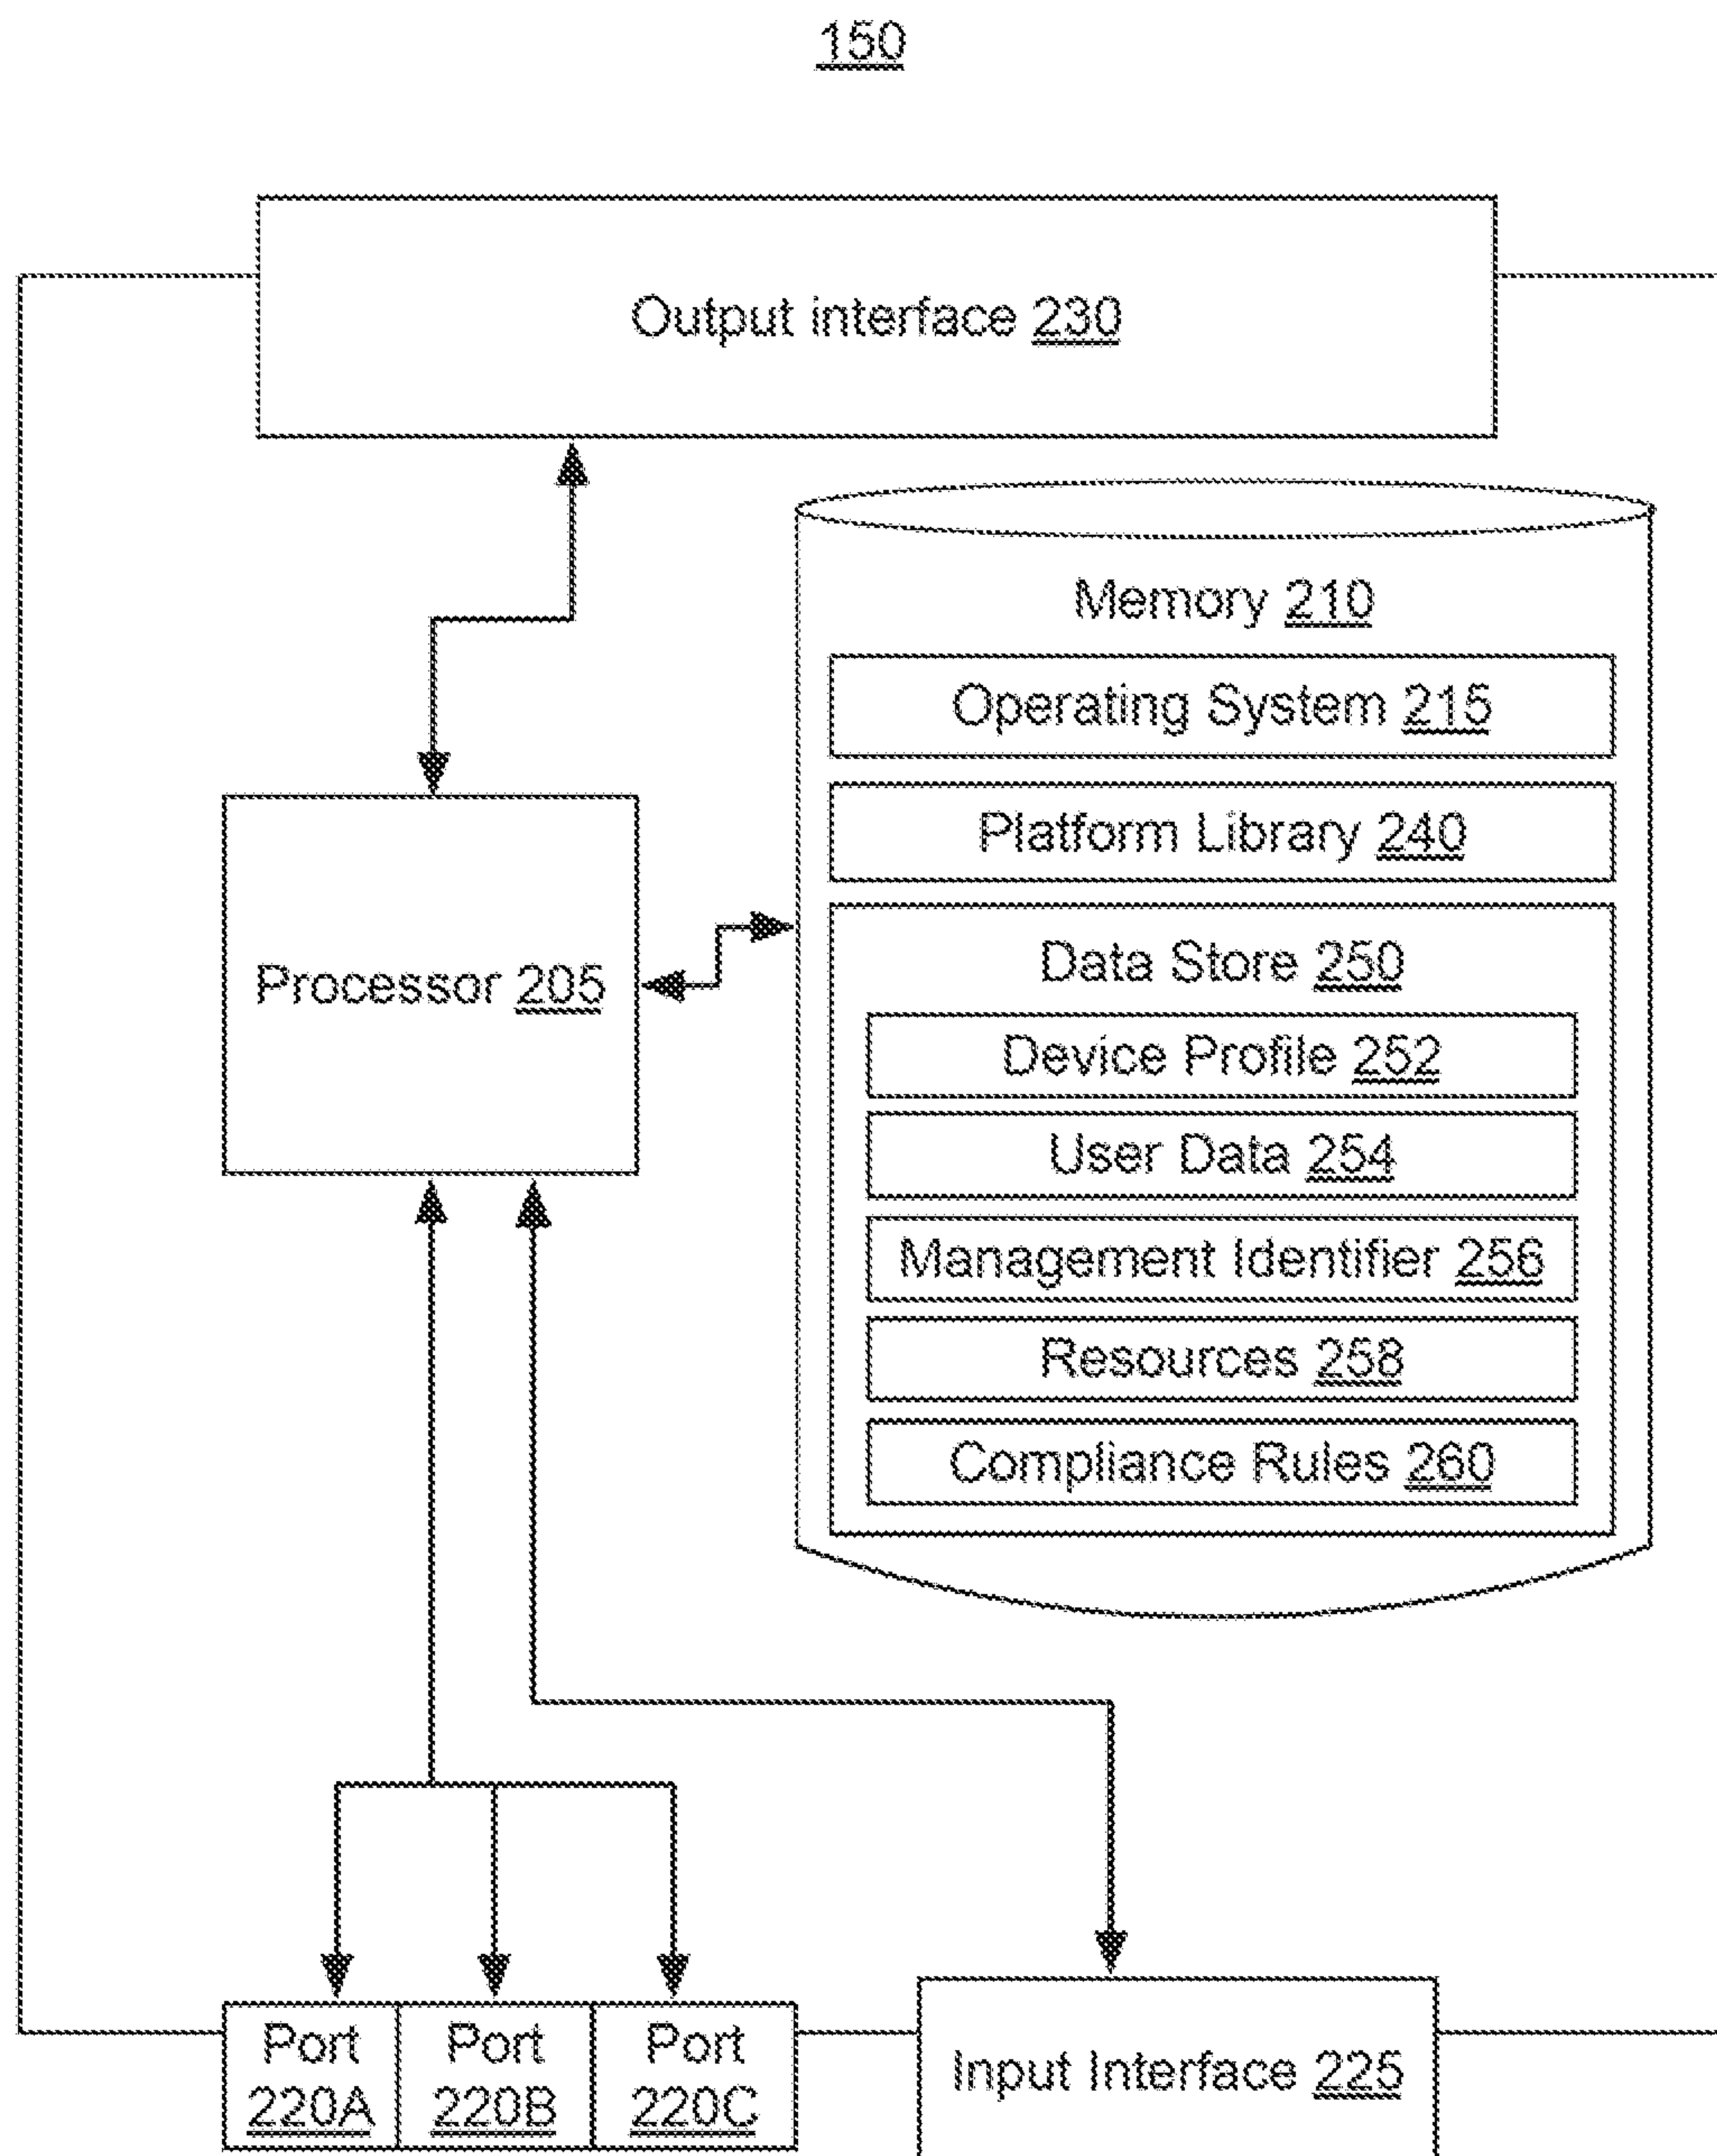 150
Output interface 230
Memory 210
Operating System 215
Platform Library 240
Processor 205
Data Store 250
Device Profile 252
User Data 254
Management Identifier 256
Resources 258
Compliance Rules 260
Port
220A
Port
220B
Port
220C
Input Interface 225